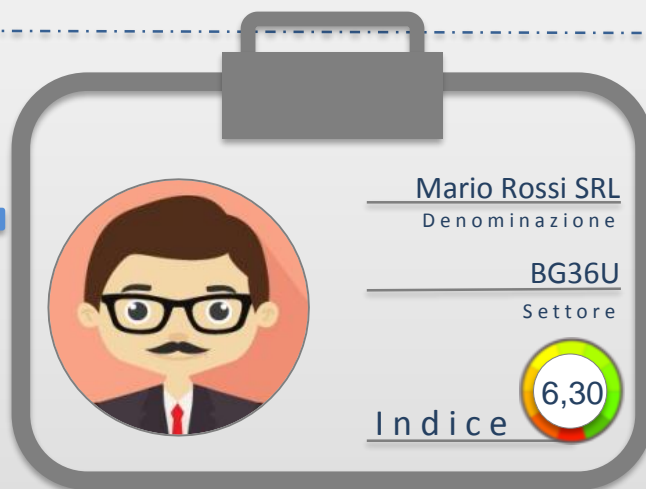 Mario Rossi SRL
Denominazione
BG36U
Settore
Indice
6,30